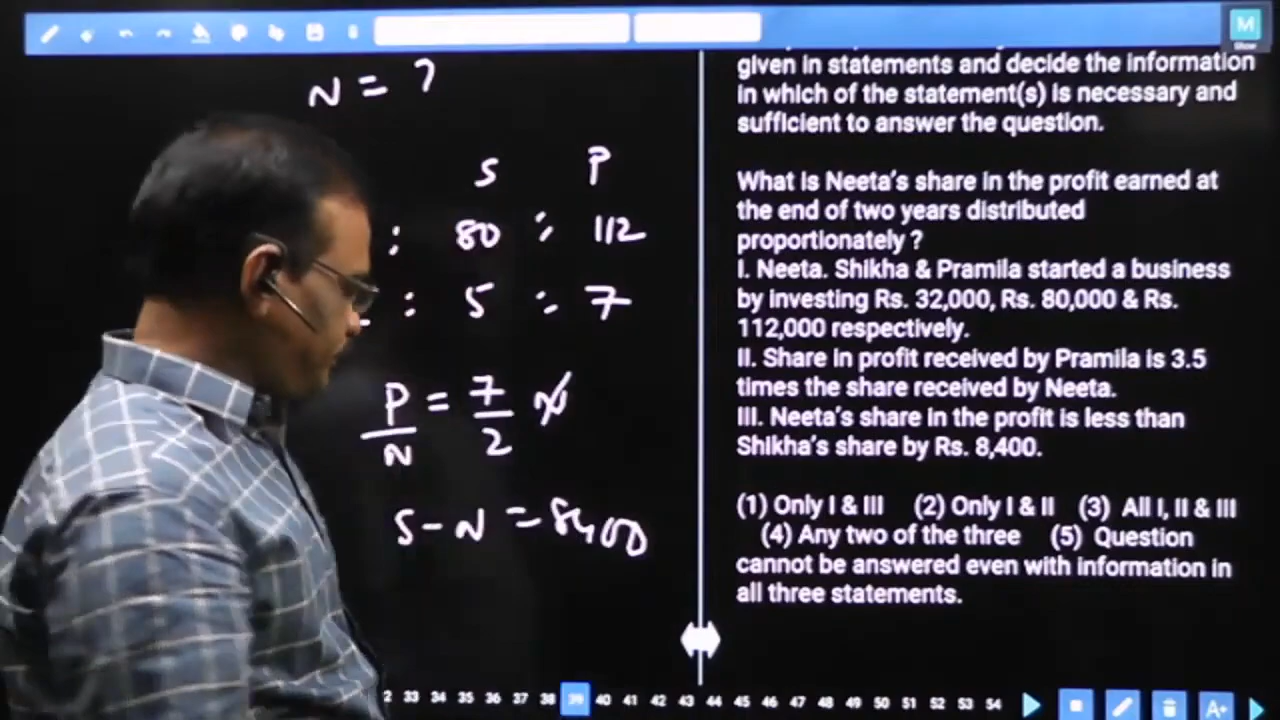 M
Show
N = ?
S P
: 80 : 112
: 5 : 7
P/N = 7/2 N
S - N = 8400
given in statements and decide the information
in which of the statement(s) is necessary and
sufficient to answer the question.
What is Neeta's share in the profit earned at
the end of two years distributed
proportionately ?
I. Neeta. Shikha & Pramila started a business
by investing Rs. 32,000, Rs. 80,000 & Rs.
112,000 respectively.
II. Share in profit received by Pramila is 3.5
times the share received by Neeta.
III. Neeta's share in the profit is less than
Shikha's share by Rs. 8,400.
(1) Only I & III (2) Only I & II (3) All I, II & III
(4) Any two of the three (5) Question
cannot be answered even with information in
all three statements.
2 33 34 35 36 37 38 39 40 41 42 43 44 45 46 47 48 49 50 51 52 53 54
A+